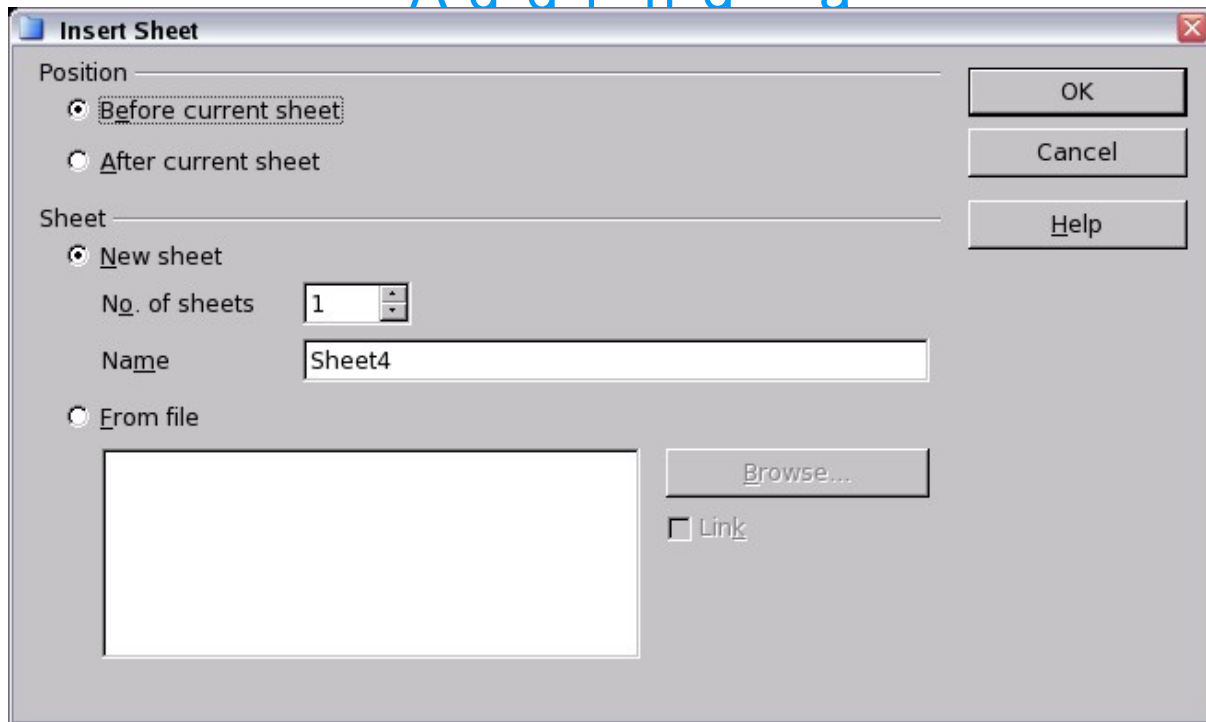 Adding a
Insert Sheet
Position
Before current sheet
After current sheet
Sheet
New sheet
No. of sheets 1
Name Sheet4
From file
Browse...
Link
OK
Cancel
Help